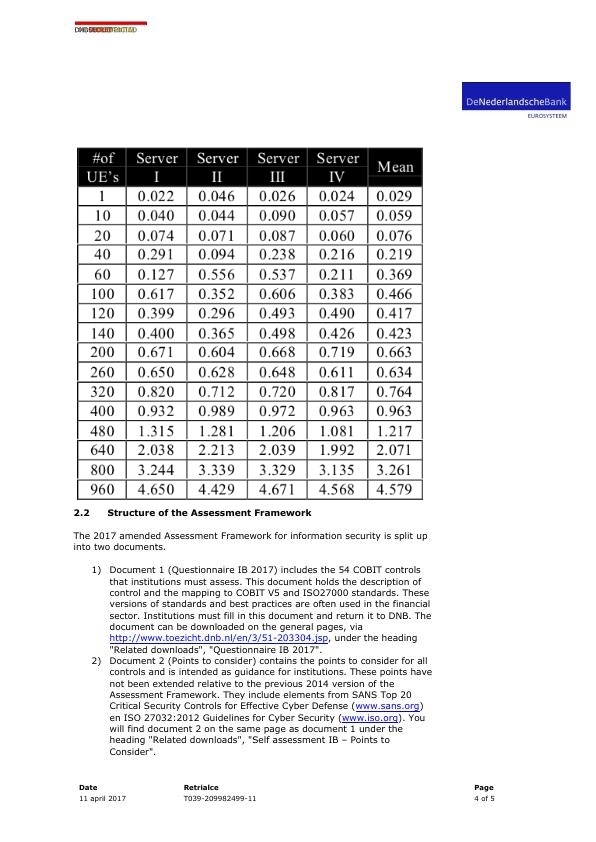 DeNederlandscheBank
EUROSYSTEEM
#of UE's Server I Server II Server III Server IV Mean
1 0.022 0.046 0.026 0.024 0.029
10 0.040 0.044 0.090 0.057 0.059
20 0.074 0.071 0.087 0.060 0.076
40 0.291 0.094 0.238 0.216 0.219
60 0.127 0.556 0.537 0.211 0.369
100 0.617 0.352 0.606 0.383 0.466
120 0.399 0.296 0.493 0.490 0.417
140 0.400 0.365 0.498 0.426 0.423
200 0.671 0.604 0.668 0.719 0.663
260 0.650 0.628 0.648 0.611 0.634
320 0.820 0.712 0.720 0.817 0.764
400 0.932 0.989 0.972 0.963 0.963
480 1.315 1.281 1.206 1.081 1.217
640 2.038 2.213 2.039 1.992 2.071
800 3.244 3.339 3.329 3.135 3.261
960 4.650 4.429 4.671 4.568 4.579
2.2 Structure of the Assessment Framework
The 2017 amended Assessment Framework for information security is split up
into two documents.
1) Document 1 (Questionnaire IB 2017) includes the 54 COBIT controls
that institutions must assess. This document holds the description of
control and the mapping to COBIT V5 and ISO27000 standards. These
versions of standards and best practices are often used in the financial
sector. Institutions must fill in this document and return it to DNB. The
document can be downloaded on the general pages, via
http://www.toezicht.dnb.nl/en/3/51-203304.jsp, under the heading
"Related downloads", "Questionnaire IB 2017".
2) Document 2 (Points to consider) contains the points to consider for all
controls and is intended as guidance for institutions. These points have
not been extended relative to the previous 2014 version of the
Assessment Framework. They include elements from SANS Top 20
Critical Security Controls for Effective Cyber Defense (www.sans.org)
en ISO 27032:2012 Guidelines for Cyber Security (www.iso.org). You
will find document 2 on the same page as document 1 under the
heading "Related downloads", "Self assessment IB – Points to
Consider".
Date Retrialce Page
11 april 2017 T039-209982499-11 4 of 5